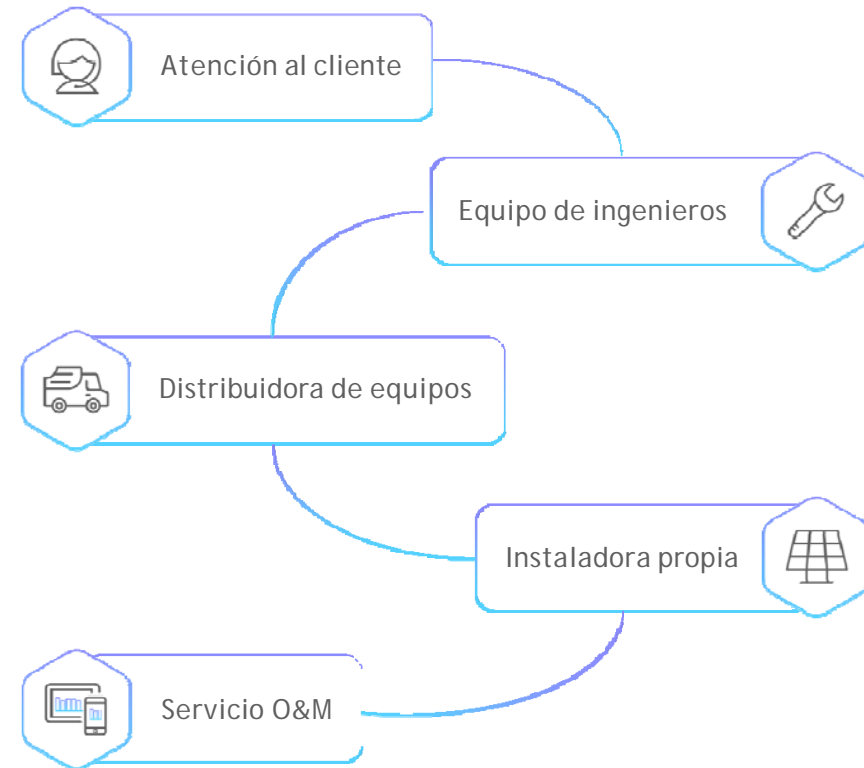 Atención al cliente
Equipo de ingenieros
Distribuidora de equipos
Instaladora propia
Servicio O&M